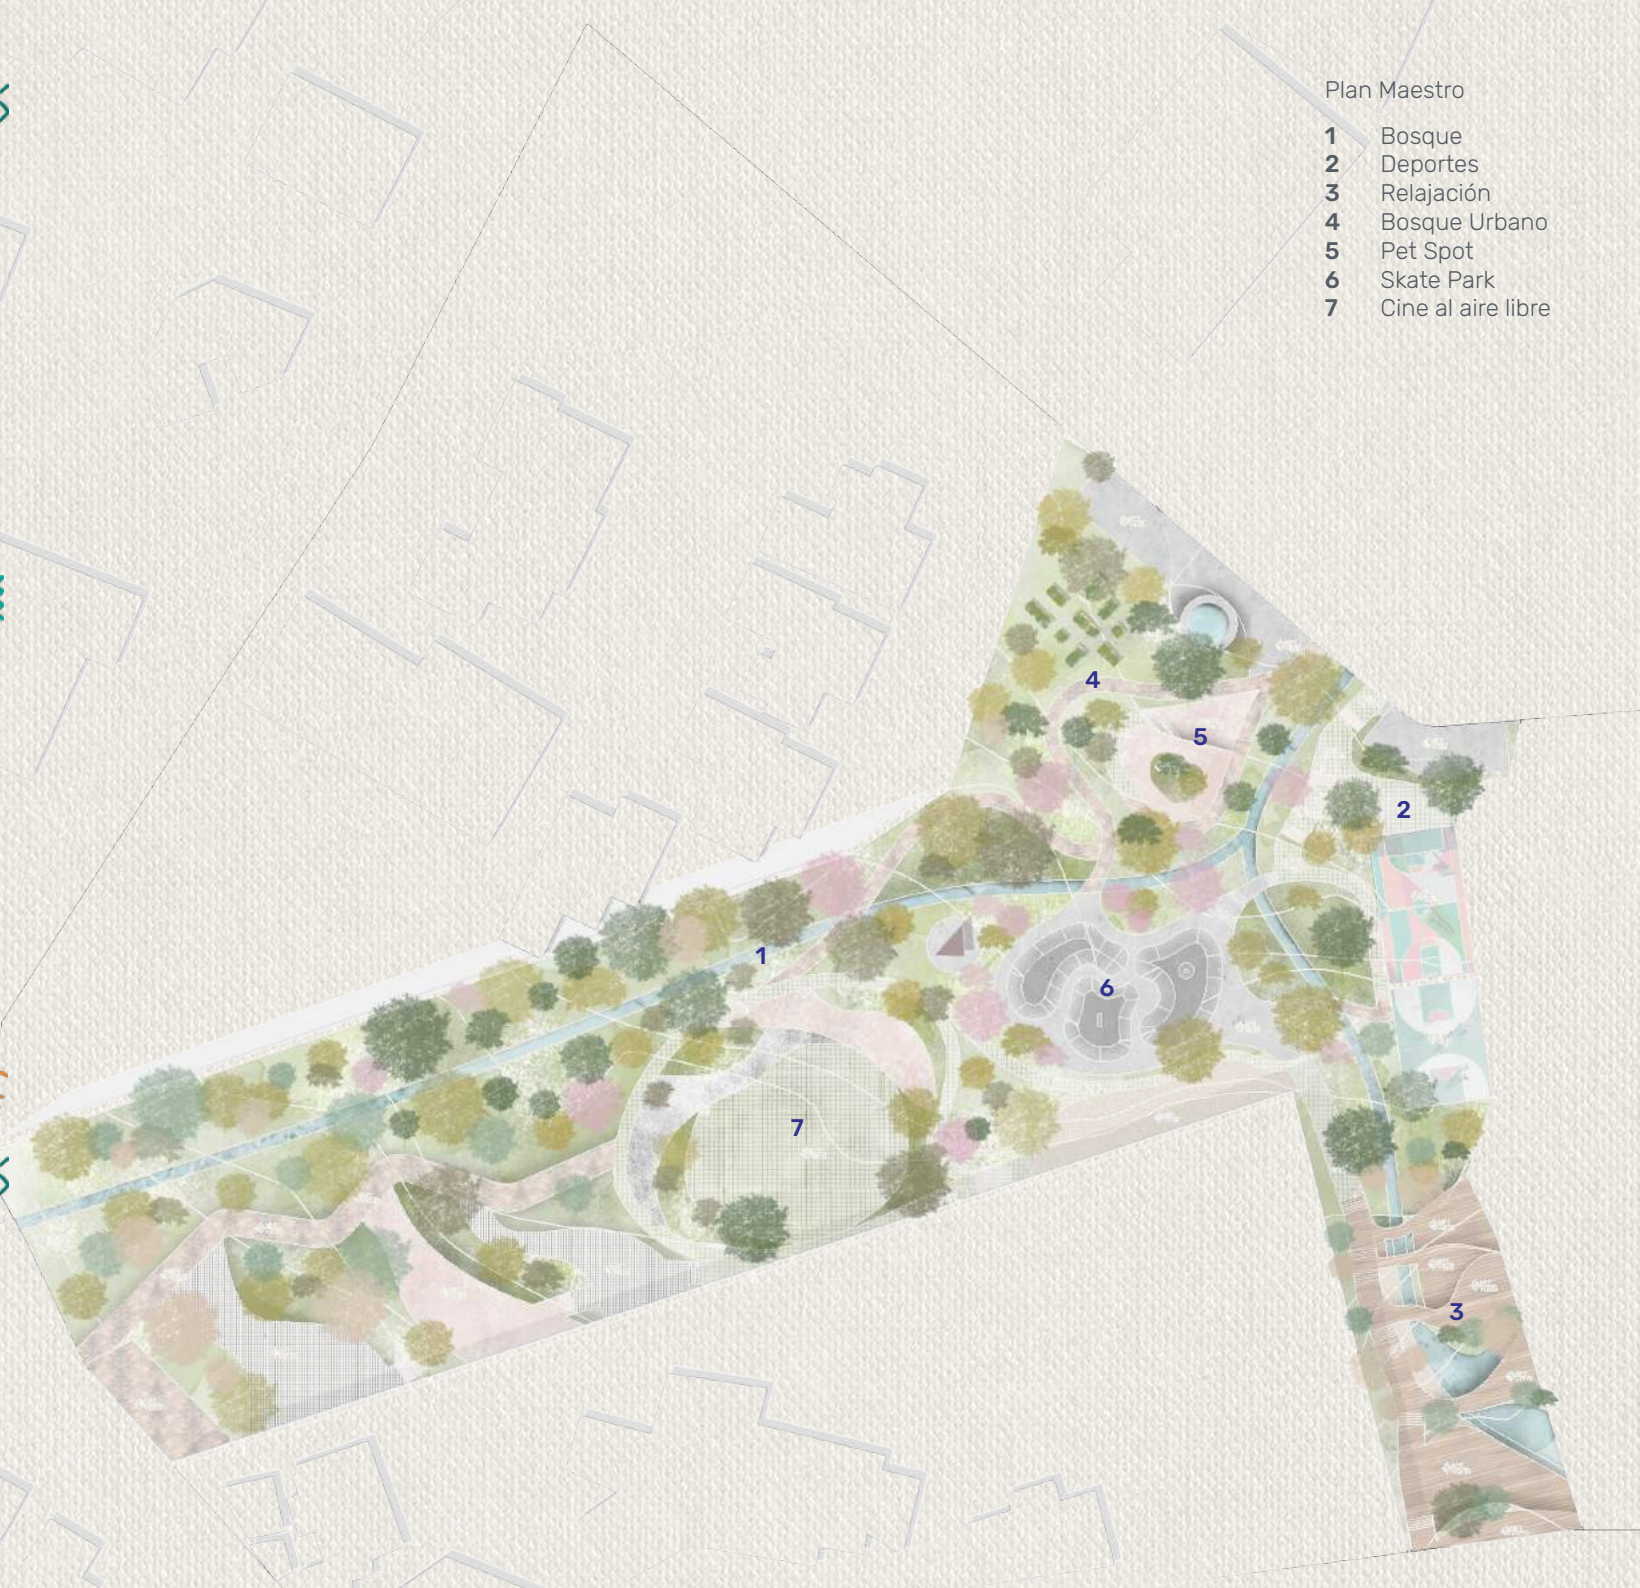 Plan Maestro
1 Bosque
2 Deportes
3 Relajación
4 Bosque Urbano
5 Pet Spot
6 Skate Park
7 Cine al aire libre
4
5
2
1
6
7
3